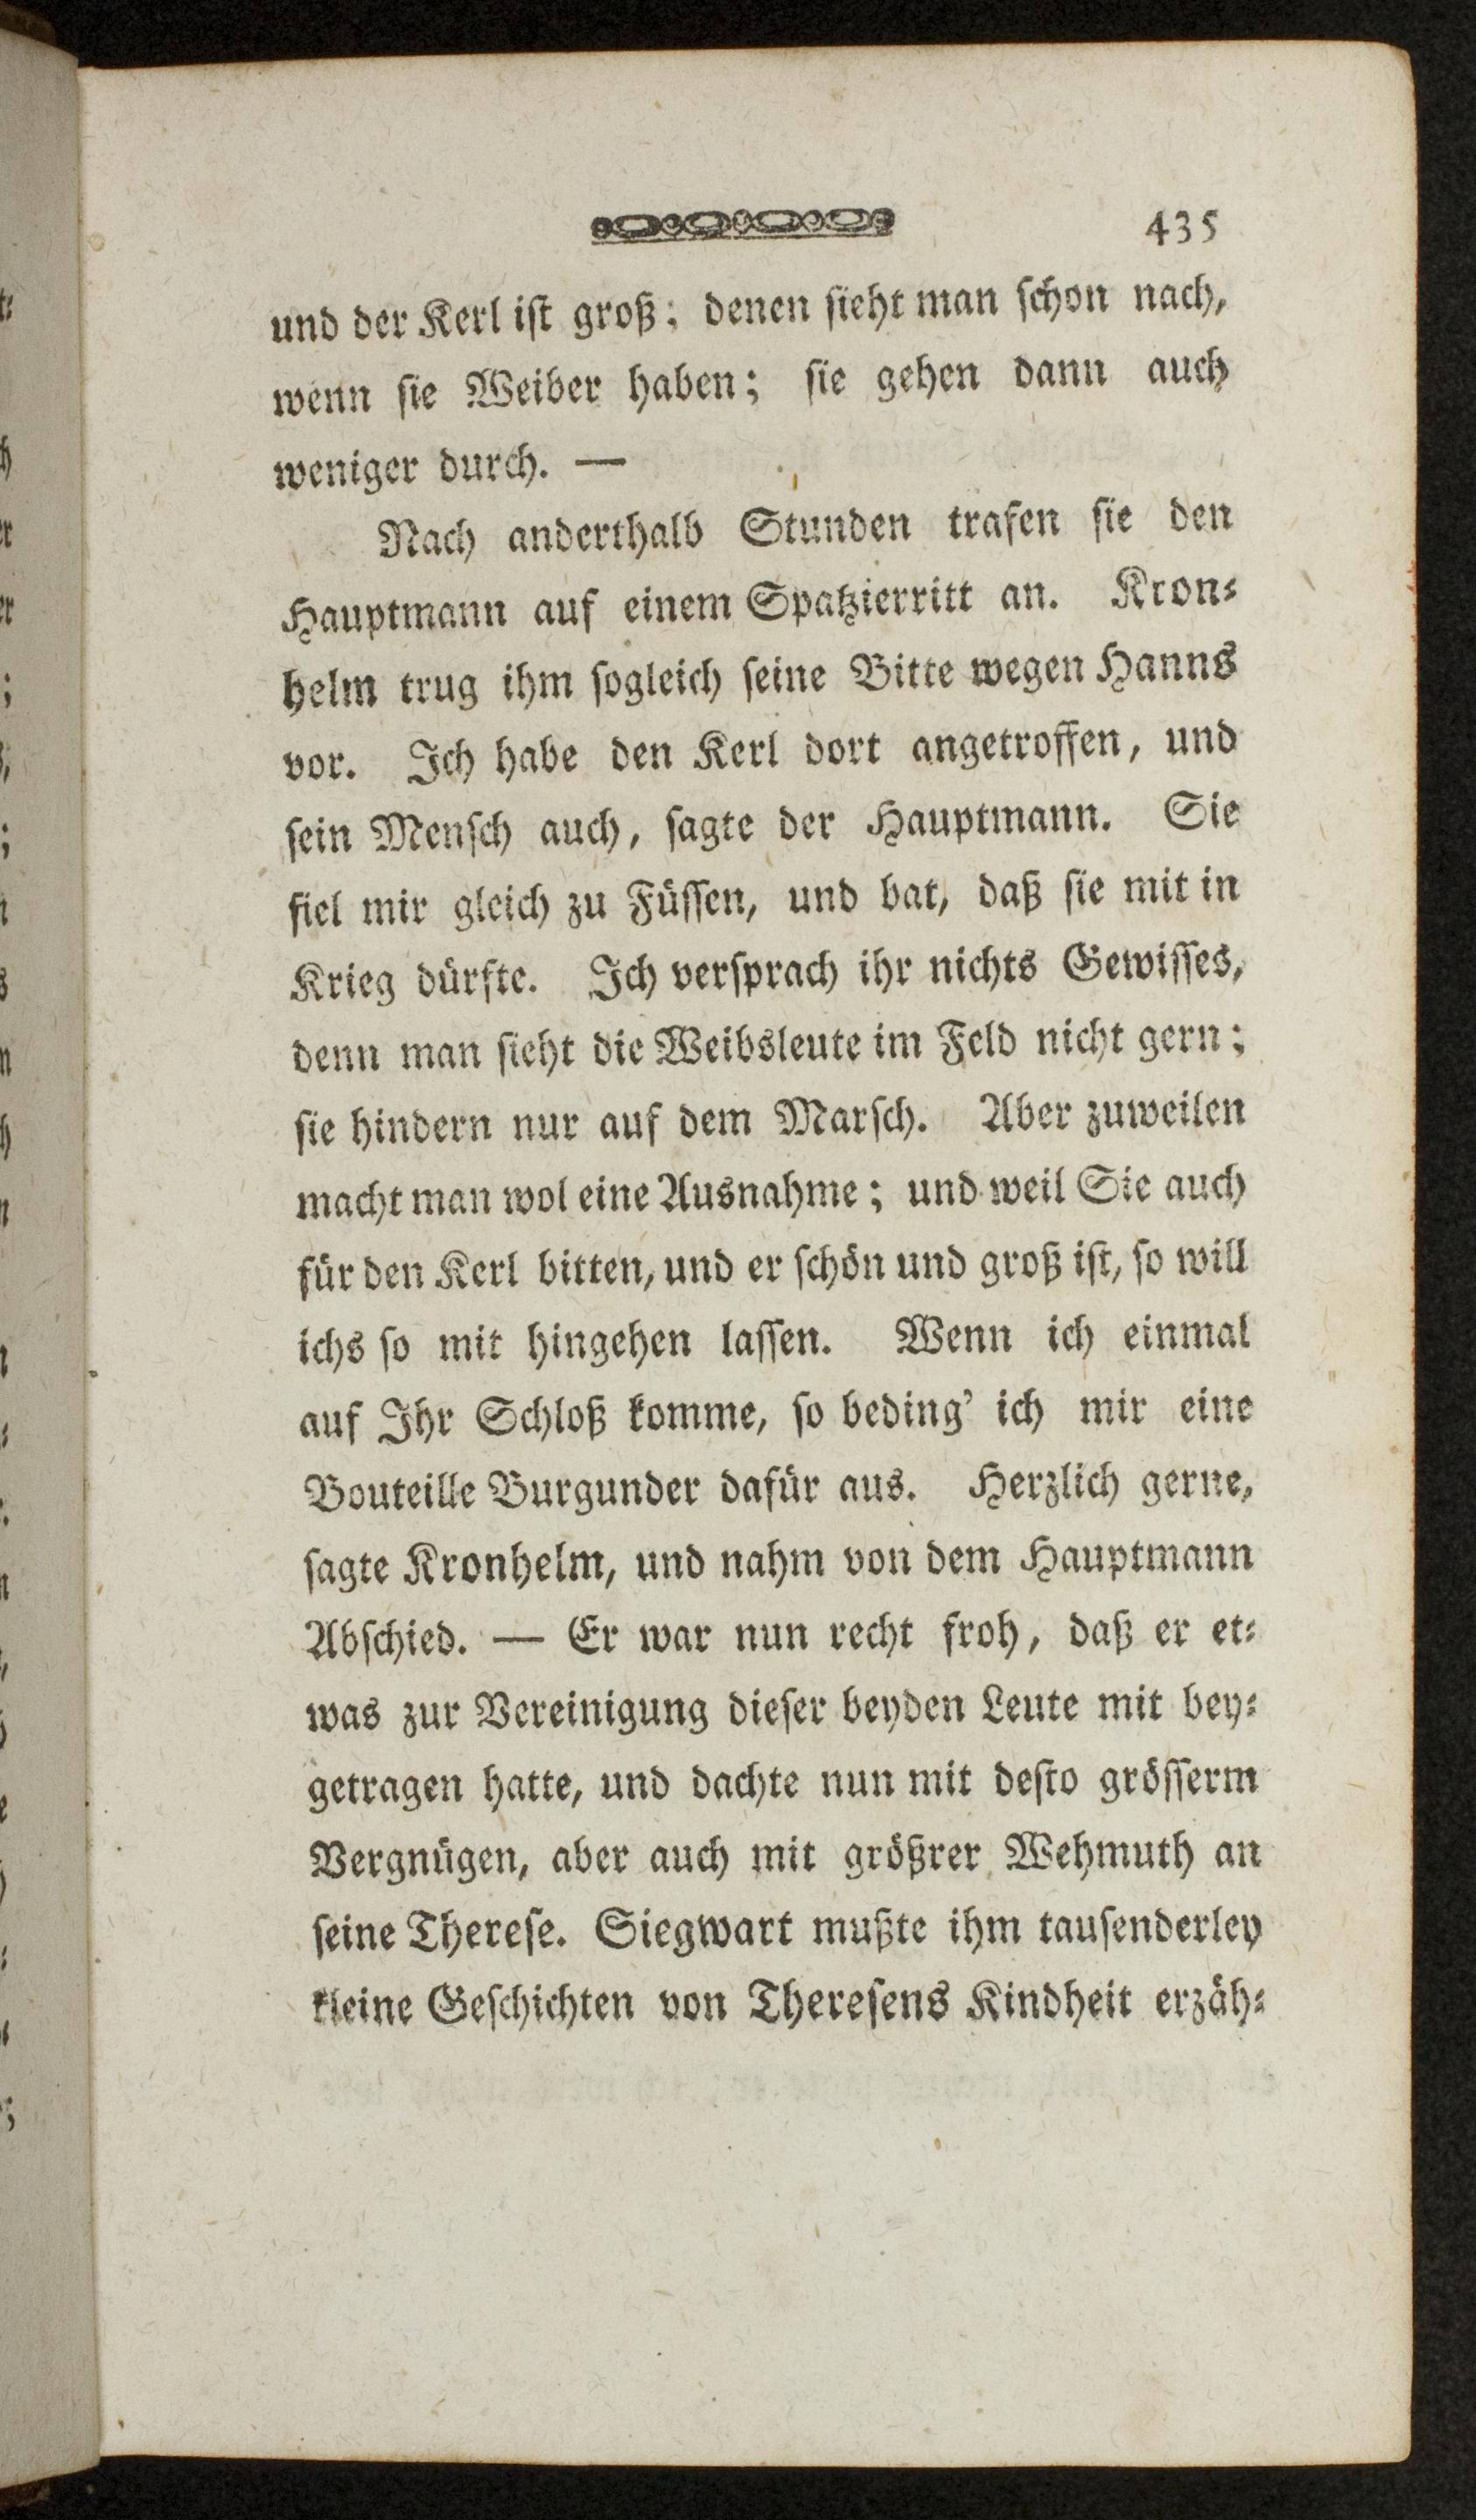 435
und der Kerl iſt groß; denen ſieht man ſchon nach,
wenn ſie Weiber haben; ſie gehen dann auch
weniger durch. —
Nach anderthalb Stunden trafen ſie den
Hauptmann auf einem Spatzierritt an. Kron⸗
helm trug ihm ſogleich ſeine Bitte wegen Hanns
vor. Ich habe den Kerl dort angetroffen, und
ſein Menſch auch, ſagte der Hauptmann. Sie
fiel mir gleich zu Füſſen, und bat, daß ſie mit in
Krieg dürfte. Ich verſprach ihr nichts Gewiſſes,
denn man ſieht die Weibsleute im Feld nicht gern;
ſie hindern nur auf dem Marſch. Aber zuweilen
macht man wol eine Ausnahme; und weil Sie auch
für den Kerl bitten, und er ſchön und groß iſt, ſo will
ichs ſo mit hingehen laſſen. Wenn ich einmal
auf Ihr Schloß komme, ſo beding' ich mir eine
Bouteille Burgunder dafür aus. Herzlich gerne,
ſagte Kronhelm, und nahm von dem Hauptmann
Abſchied. — Er war nun recht froh, daß er et⸗
was zur Vereinigung dieſer beyden Leute mit bey⸗
getragen hatte, und dachte nun mit deſto gröſſerm
Vergnügen, aber auch mit größrer Wehmuth an
ſeine Thereſe. Siegwart mußte ihm tauſenderley
kleine Geſchichten von Thereſens Kindheit erzäh⸗